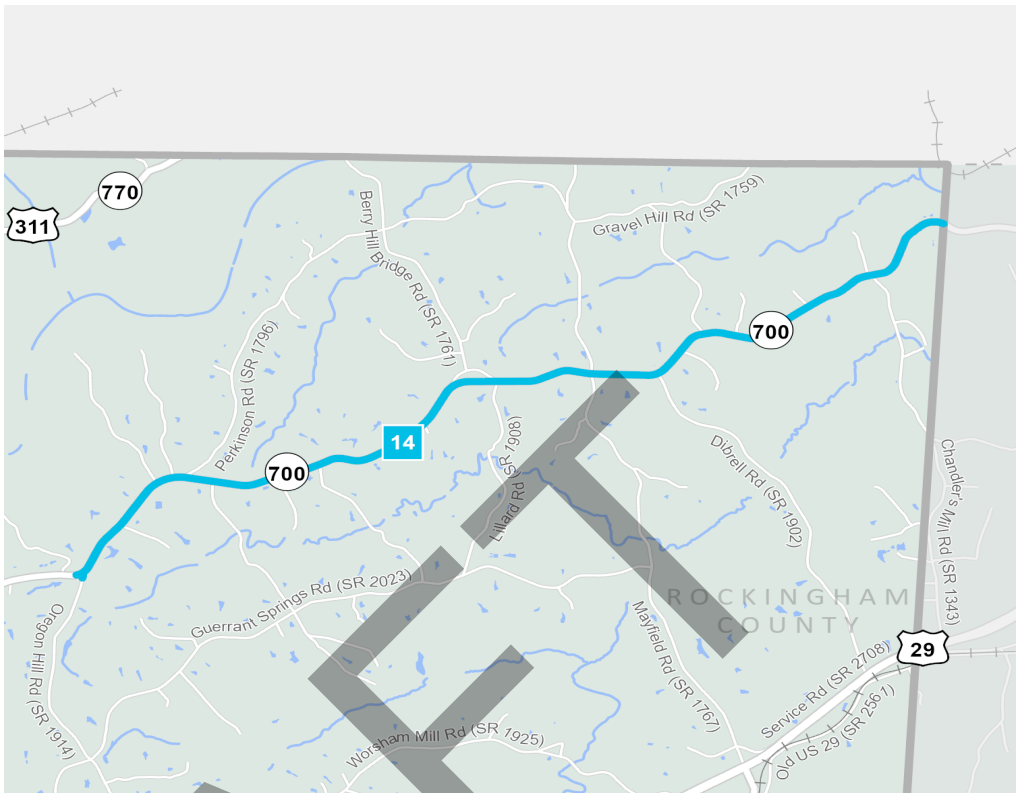 770
311
Berry Hill Bridge Rd (SR 1761)
Gravel Hill Rd (SR 1759)
Perkinson Rd (SR 1796)
700
14
700
Lillard Rd (SR 1908)
Dibrell Rd (SR 1902)
Chandler's Mill Rd (SR 1343)
Guerrant Springs Rd (SR 2023)
ROCKINGHAM
COUNTY
Oregon Hill Rd (SR 1914)
Mayfield Rd (SR 1767)
29
Service Rd (SR 2708)
Old US 29 (SR 2561)
Worsham Mill Rd (SR 1925)